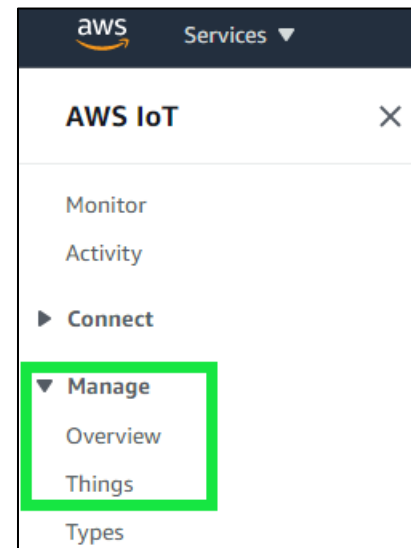 aws Services ▼
AWS IoT ×
Monitor
Activity
▶ Connect
▼ Manage
Overview
Things
Types